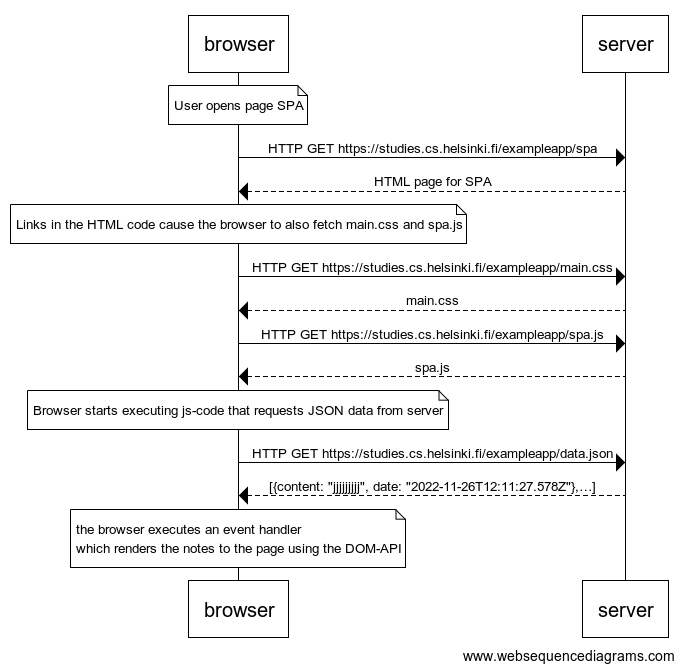 browser
server
User opens page SPA
HTTP GET https://studies.cs.helsinki.fi/exampleapp/spa
HTML page for SPA
Links in the HTML code cause the browser to also fetch main.css and spa.js
HTTP GET https://studies.cs.helsinki.fi/exampleapp/main.css
main.css
HTTP GET https://studies.cs.helsinki.fi/exampleapp/spa.js
spa.js
Browser starts executing js-code that requests JSON data from server
HTTP GET https://studies.cs.helsinki.fi/exampleapp/data.json
[{content: "jjjjjjjjj", date: "2022-11-26T12:11:27.578Z"},...]
the browser executes an event handler
which renders the notes to the page using the DOM-API
browser
server
www.websequencediagrams.com